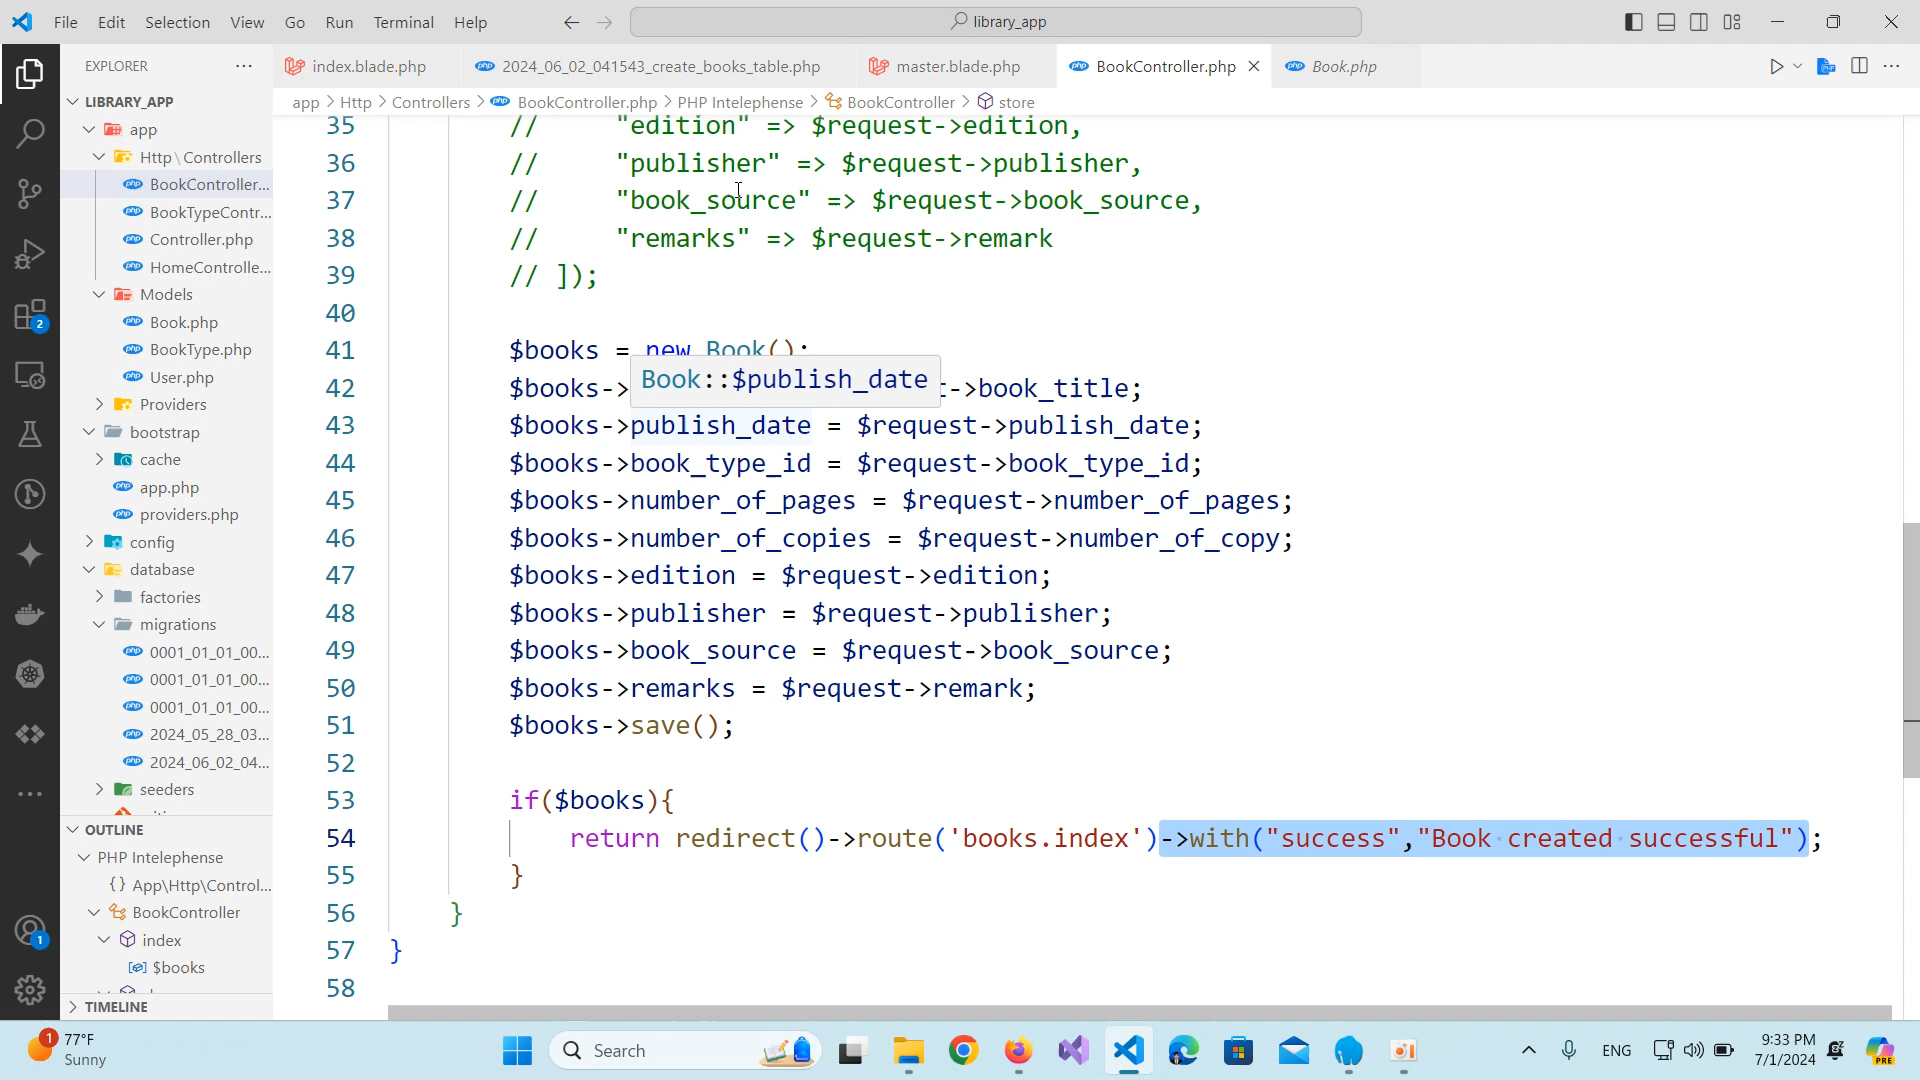 File Edit Selection View Go Run Terminal Help
library_app
EXPLORER
index.blade.php
2024_06_02_041543_create_books_table.php
master.blade.php
BookController.php
Book.php
app > Http > Controllers > BookController.php > PHP Intelephense > BookController > store
LIBRARY_APP
app
Http \ Controllers
BookController...
BookTypeContr...
Controller.php
HomeControlle...
Models
Book.php
BookType.php
User.php
Providers
bootstrap
cache
app.php
providers.php
config
database
factories
migrations
0001_01_01_00...
0001_01_01_00...
0001_01_01_00...
2024_05_28_03...
2024_06_02_04...
seeders
OUTLINE
PHP Intelephense
{} App\Http\Control...
BookController
index
$books
TIMELINE
2
1
35 // "edition" => $request->edition,
36 // "publisher" => $request->publisher,
37 // "book_source" => $request->book_source,
38 // "remarks" => $request->remark
39 // ]);
40
41 $books = new Book();
Book::$publish_date
42 $books-> t->book_title;
43 $books->publish_date = $request->publish_date;
44 $books->book_type_id = $request->book_type_id;
45 $books->number_of_pages = $request->number_of_pages;
46 $books->number_of_copies = $request->number_of_copy;
47 $books->edition = $request->edition;
48 $books->publisher = $request->publisher;
49 $books->book_source = $request->book_source;
50 $books->remarks = $request->remark;
51 $books->save();
52
53 if($books){
54 return redirect()->route('books.index')->with("success","Book created successful");
55 }
56 }
57 }
58
1
77°F
Sunny
Search
ENG
9:33 PM
7/1/2024
PRE